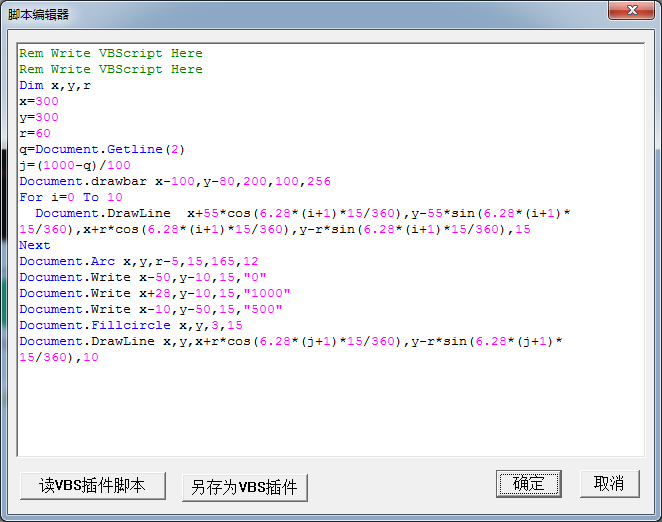 脚本编辑器
Rem Write VBScript Here
Rem Write VBScript Here
Dim x,y,r
x=300
y=300
r=60
q=Document.Getline(2)
j=(1000-q)/100
Document.drawbar x-100,y-80,200,100,256
For i=0 To 10
  Document.DrawLine  x+55*cos(6.28*(i+1)*15/360),y-55*sin(6.28*(i+1)*
15/360),x+r*cos(6.28*(i+1)*15/360),y-r*sin(6.28*(i+1)*15/360),15
Next
Document.Arc x,y,r-5,15,165,12
Document.Write x-50,y-10,15,"0"
Document.Write x+28,y-10,15,"1000"
Document.Write x-10,y-50,15,"500"
Document.Fillcircle x,y,3,15
Document.DrawLine x,y,x+r*cos(6.28*(j+1)*15/360),y-r*sin(6.28*(j+1)*
15/360),10
读VBS插件脚本
另存为VBS插件
确定
取消